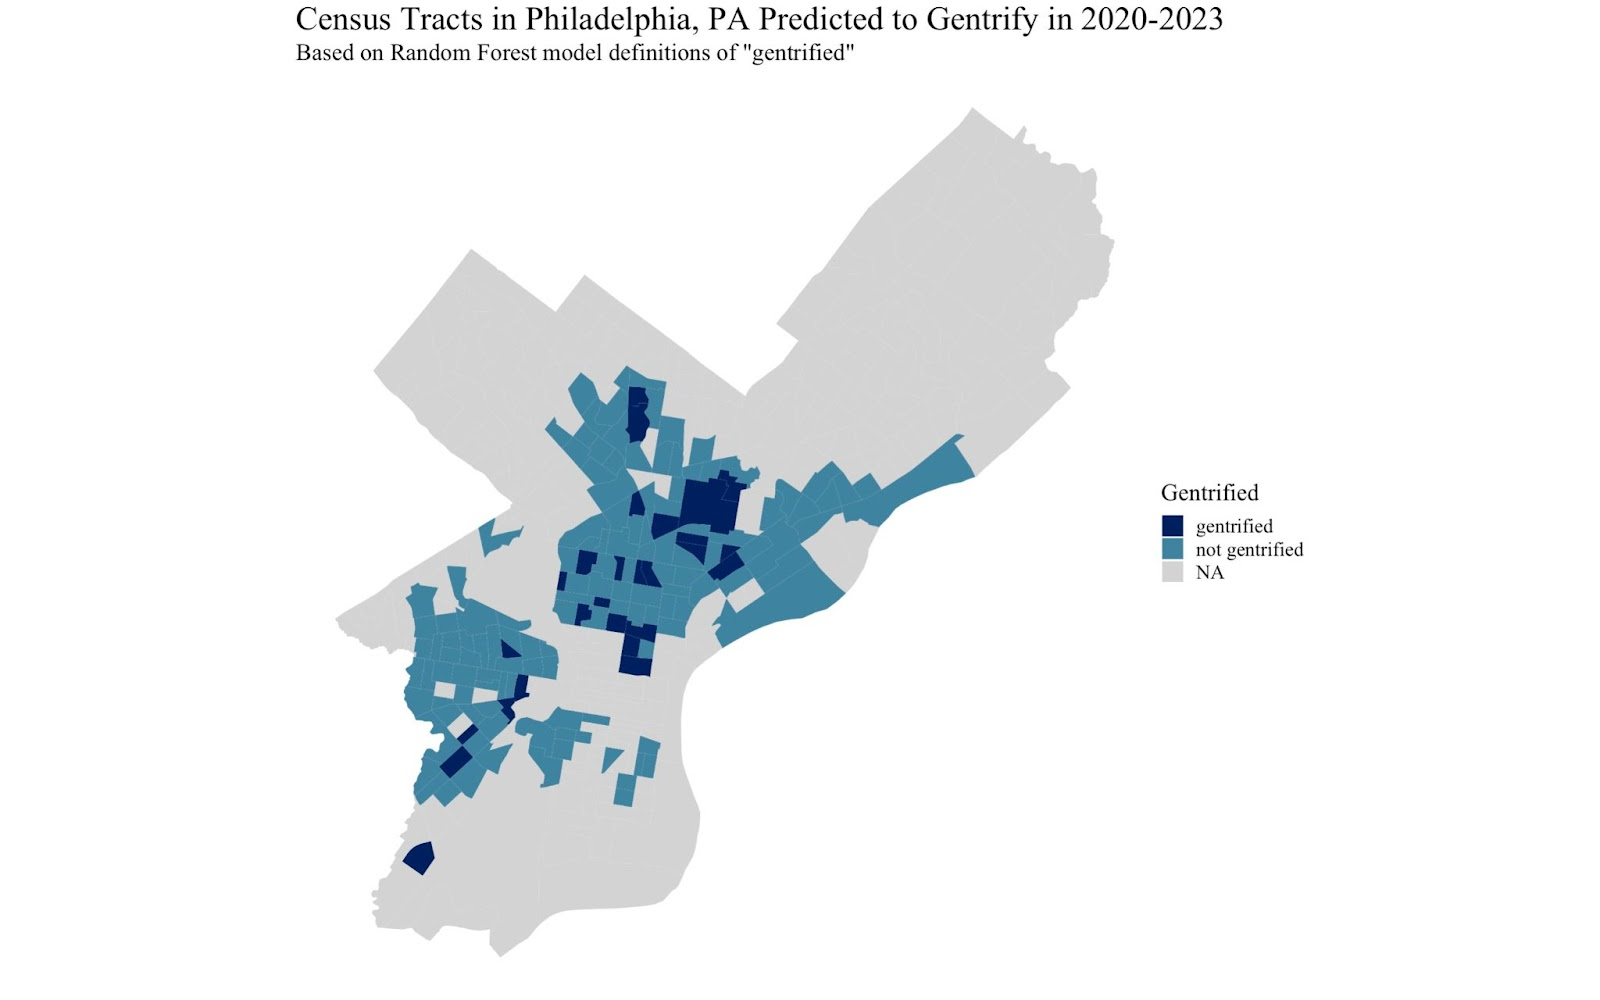 Census Tracts in Philadelphia, PA Predicted to Gentrify in 2020-2023
Based on Random Forest model definitions of "gentrified"
Gentrified
gentrified
not gentrified
NA